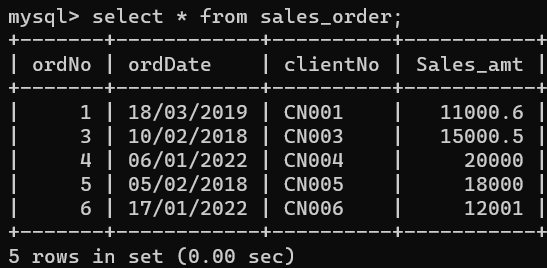 mysql> select * from sales_order;
+-------+------------+----------+-----------+
| ordNo | ordDate    | clientNo | Sales_amt |
+-------+------------+----------+-----------+
|     1 | 18/03/2019 | CN001    |   11000.6 |
|     3 | 10/02/2018 | CN003    |   15000.5 |
|     4 | 06/01/2022 | CN004    |     20000 |
|     5 | 05/02/2018 | CN005    |     18000 |
|     6 | 17/01/2022 | CN006    |     12001 |
+-------+------------+----------+-----------+
5 rows in set (0.00 sec)